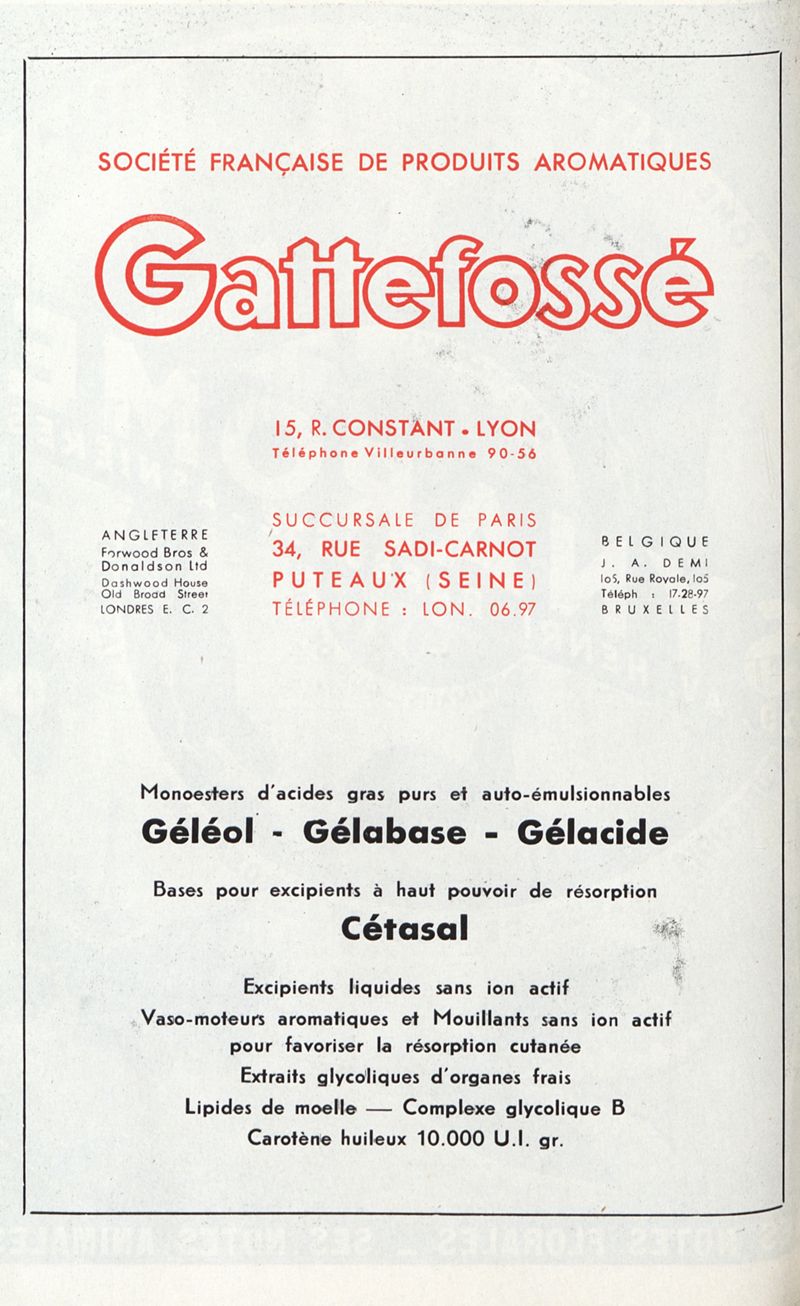 SOCIÉTÉ FRANÇAISE DE PRODUITS AROMATIQUES
Gattefossé
15, R. CONSTANT • LYON
Téléphone Villeurbanne 90-56
ANGLETERRE
Forwood Bros &
Donaldson Ltd
Dashwood House
Old Broad Street
LONDRES E. C. 2
SUCCURSALE DE PARIS
34, RUE SADI-CARNOT
PUTEAUX (SEINE)
TÉLÉPHONE : LON. 06.97
BELGIQUE
J. A. DEMI
105, Rue Royale, 105
Téléph : 17-28-97
BRUXELLES
Monoesters d'acides gras purs et auto-émulsionnables
Géléol - Gélabase - Gélacide
Bases pour excipients à haut pouvoir de résorption
Cétasal
Excipients liquides sans ion actif
Vaso-moteurs aromatiques et Mouillants sans ion actif
pour favoriser la résorption cutanée
Extraits glycoliques d'organes frais
Lipides de moelle — Complexe glycolique B
Carotène huileux 10.000 U.I. gr.